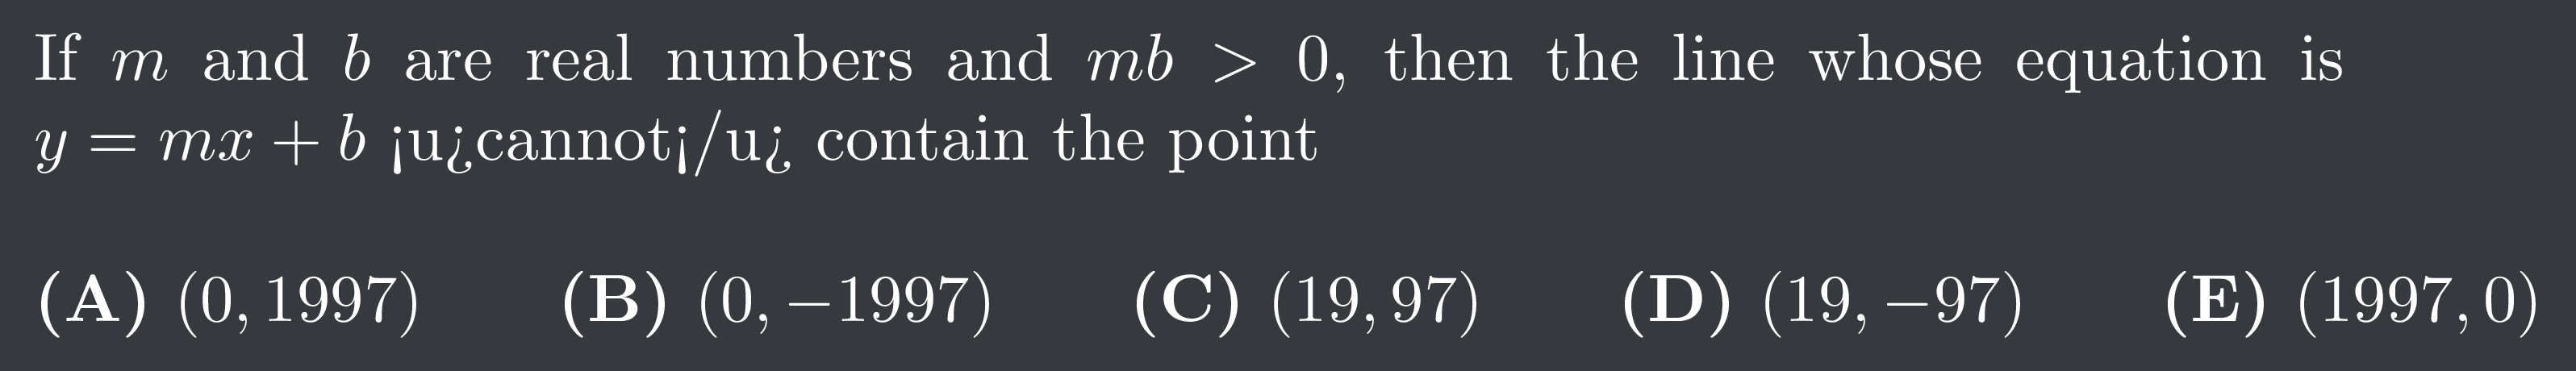 If m and b are real numbers and mb > 0, then the line whose equation is
y = mx + b ¡u¿cannot¡/u¿ contain the point
(A) (0, 1997) (B) (0, −1997) (C) (19, 97) (D) (19, −97) (E) (1997, 0)